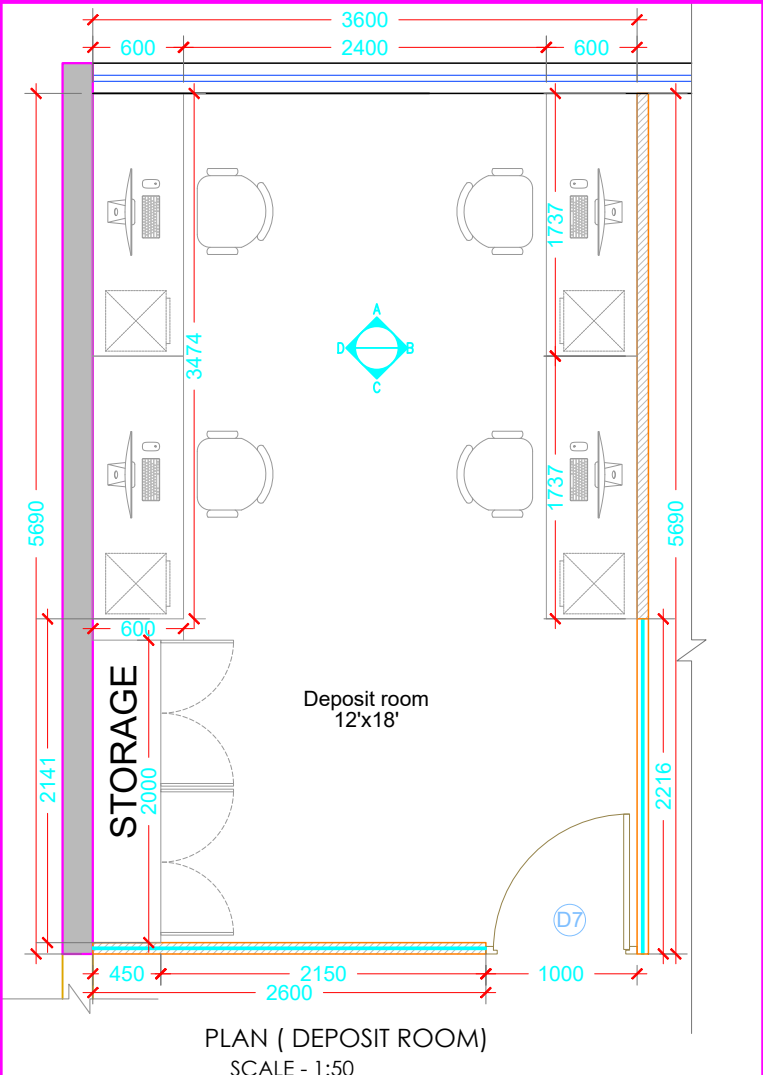 3600
600
2400
600
A
D
B
C
1737
3474
1737
5690
5690
600
STORAGE
2000
2141
Deposit room
12'x18'
2216
D7
450
2150
1000
2600
PLAN ( DEPOSIT ROOM)
SCALE - 1:50